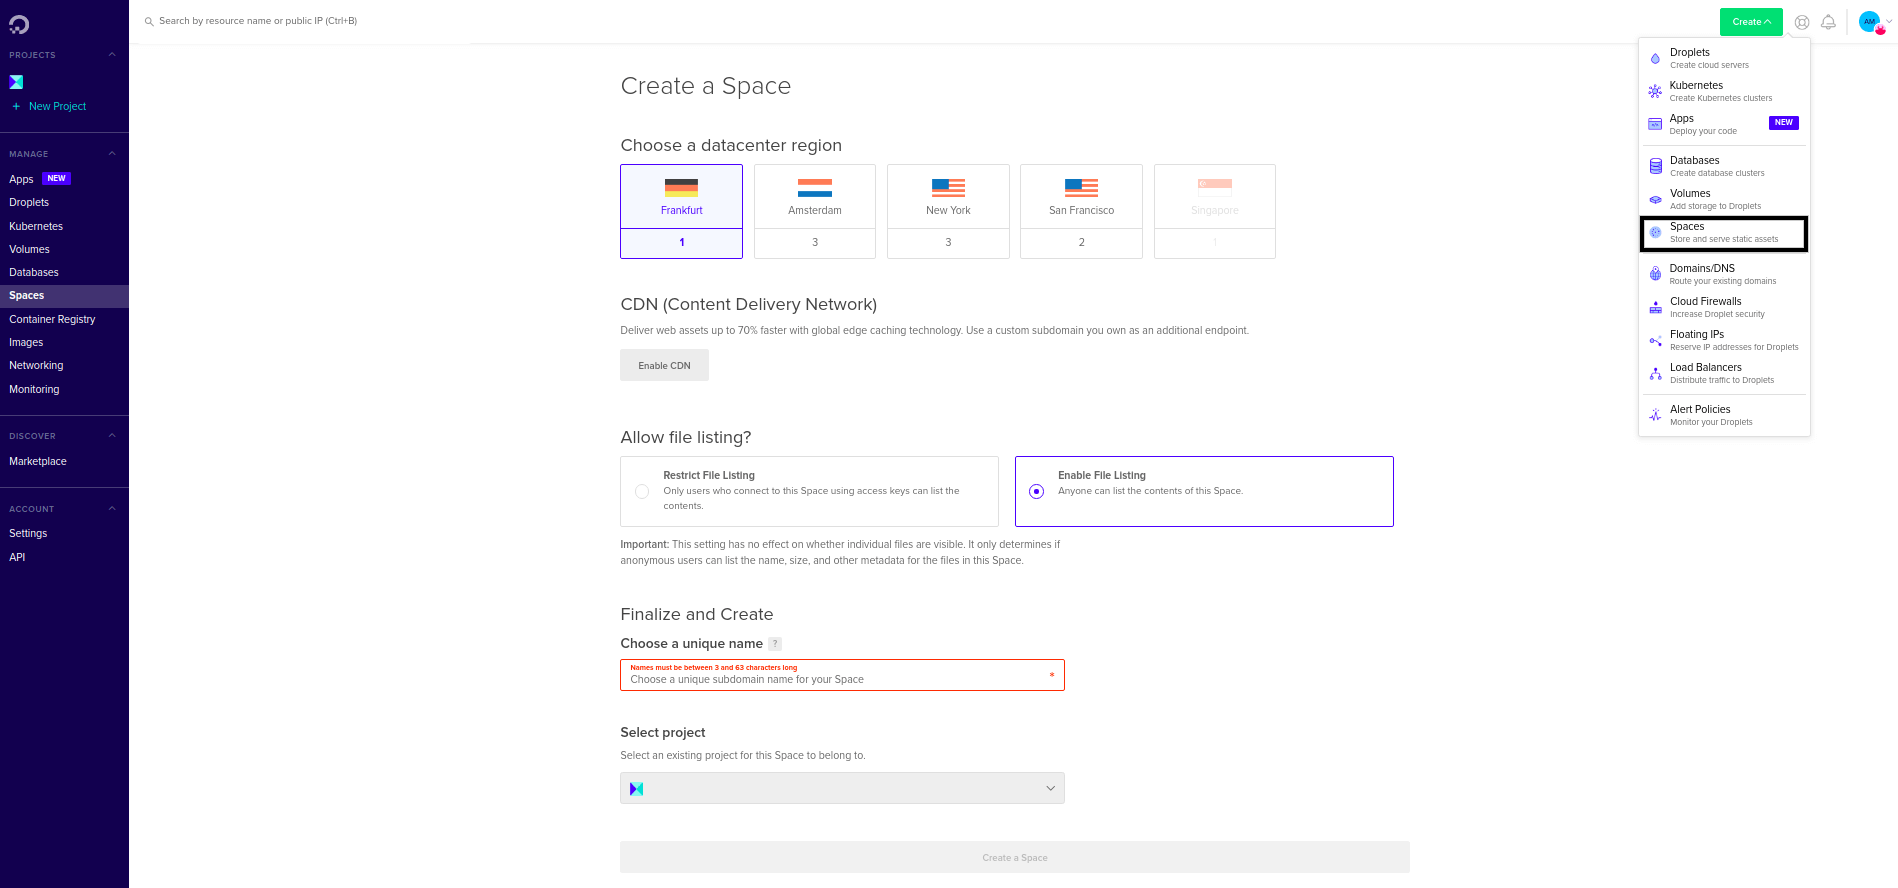 Search by resource name or public IP (Ctrl+B)
Create
AM
PROJECTS
+ New Project
MANAGE
Apps NEW
Droplets
Kubernetes
Volumes
Databases
Spaces
Container Registry
Images
Networking
Monitoring
DISCOVER
Marketplace
ACCOUNT
Settings
API
Create a Space
Choose a datacenter region
Frankfurt
1
Amsterdam
3
New York
3
San Francisco
2
Singapore
1
CDN (Content Delivery Network)
Deliver web assets up to 70% faster with global edge caching technology. Use a custom subdomain you own as an additional endpoint.
Enable CDN
Allow file listing?
Restrict File Listing
Only users who connect to this Space using access keys can list the
contents.
Enable File Listing
Anyone can list the contents of this Space.
Important: This setting has no effect on whether individual files are visible. It only determines if
anonymous users can list the name, size, and other metadata for the files in this Space.
Finalize and Create
Choose a unique name ?
Names must be between 3 and 63 characters long
Choose a unique subdomain name for your Space *
Select project
Select an existing project for this Space to belong to.
Create a Space
Droplets
Create cloud servers
Kubernetes
Create Kubernetes clusters
Apps NEW
Deploy your code
Databases
Create database clusters
Volumes
Add storage to Droplets
Spaces
Store and serve static assets
Domains/DNS
Route your existing domains
Cloud Firewalls
Increase Droplet security
Floating IPs
Reserve IP addresses for Droplets
Load Balancers
Distribute traffic to Droplets
Alert Policies
Monitor your Droplets